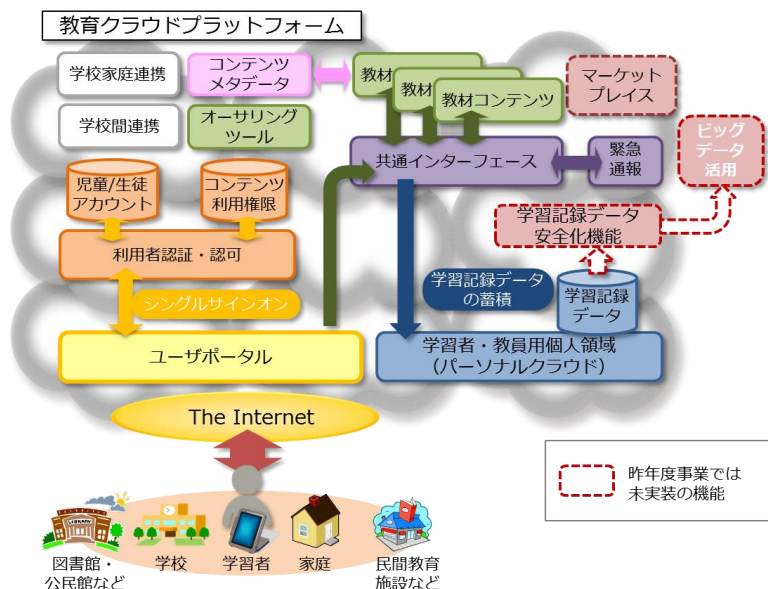 教育クラウドプラットフォーム
学校家庭連携
コンテンツ
メタデータ
教材
教材
教材コンテンツ
マーケット
プレイス
学校間連携
オーサリング
ツール
共通インターフェース
緊急
通報
ビッグ
データ
活用
児童/生徒
アカウント
コンテンツ
利用権限
学習記録データ
安全化機能
利用者認証・認可
シングルサインオン
学習記録データ
の蓄積
学習記録
データ
ユーザポータル
学習者・教員用個人領域
(パーソナルクラウド)
The Internet
昨年度事業では
未実装の機能
LIBRARY
図書館・
公民館など
学校
学習者
家庭
民間教育
施設など